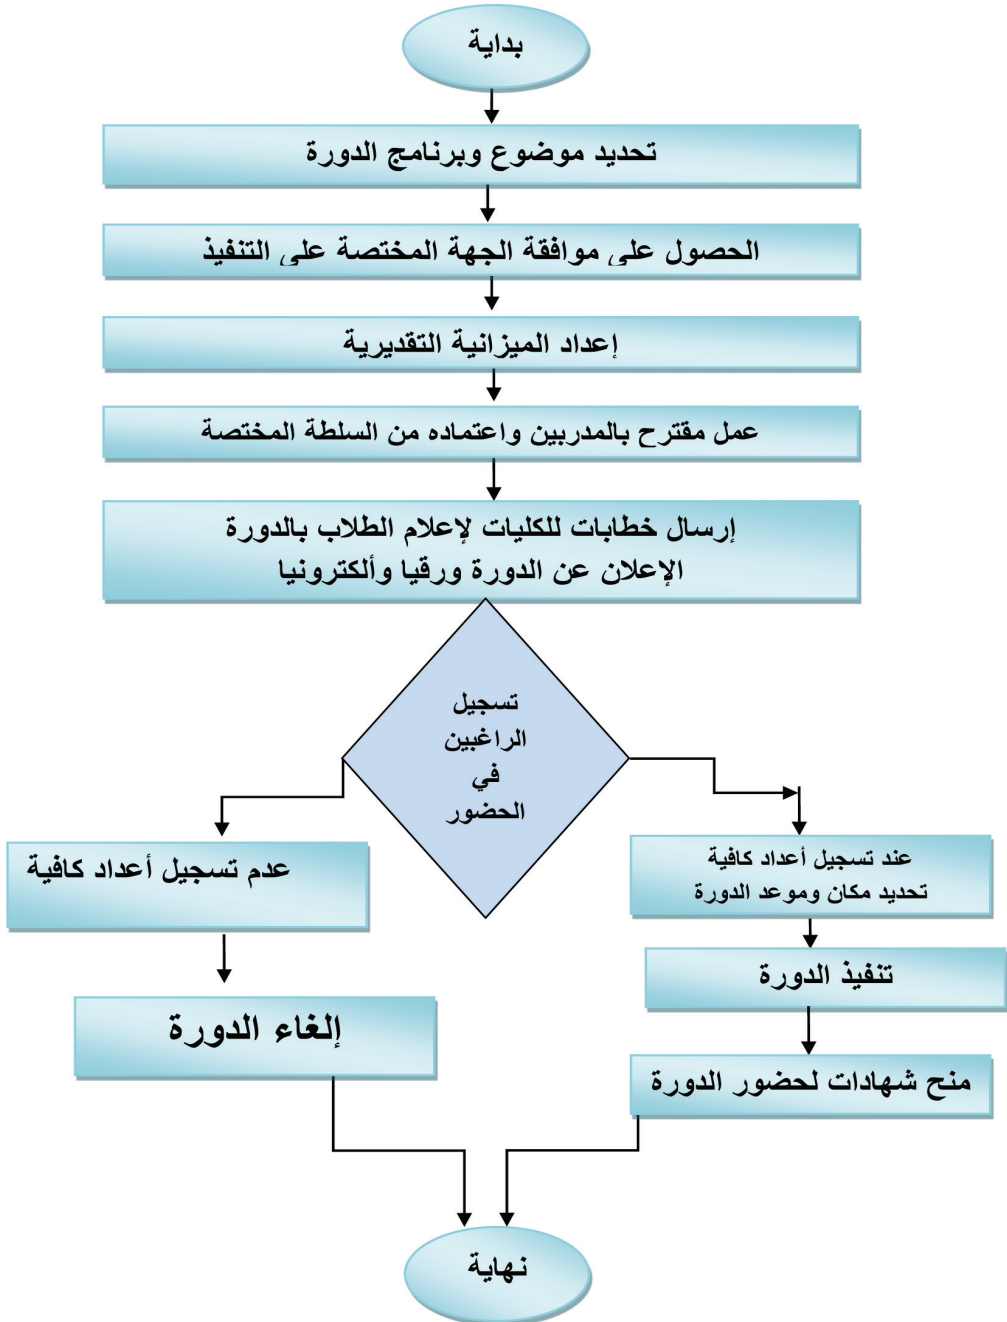 بداية
تحديد موضوع وبرنامج الدورة
الحصول على موافقة الجهة المختصة على التنفيذ
إعداد الميزانية التقديرية
عمل مقترح بالمدربين واعتماده من السلطة المختصة
إرسال خطابات للكليات لإعلام الطلاب بالدورة
الإعلان عن الدورة ورقيا وألكترونيا
تسجيل
الراغبين
في
الحضور
عند تسجيل أعداد كافية
تحديد مكان وموعد الدورة
تنفيذ الدورة
منح شهادات لحضور الدورة
عدم تسجيل أعداد كافية
إلغاء الدورة
نهاية